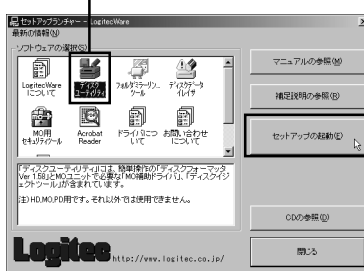 セットアップランチャー - LogitecWare
最新の情報(N)
ソフトウェアの選択(S)
LogitecWare について
ディスク ユーティリティ
フォルダミラーリン... ツール
ディスクデータ イレイサ
MO用 セキュリティツール
Acrobat Reader
ドライバについ て
お問い合わせ について
マニュアルの参照(M)
補足説明の参照(R)
セットアップの起動(E)
「ディスクユーティリティ」には、簡単操作の「ディスクフォーマッタ
Ver 1.58」とMOユニットで必要な「MO補助ドライバ」、「ディスクイジ
ェクトツール」が含まれています。
注)HD,MO,PD用です。それ以外では使用できません。
CDの参照(D)
閉じる
Logitec http://www.logitec.co.jp/